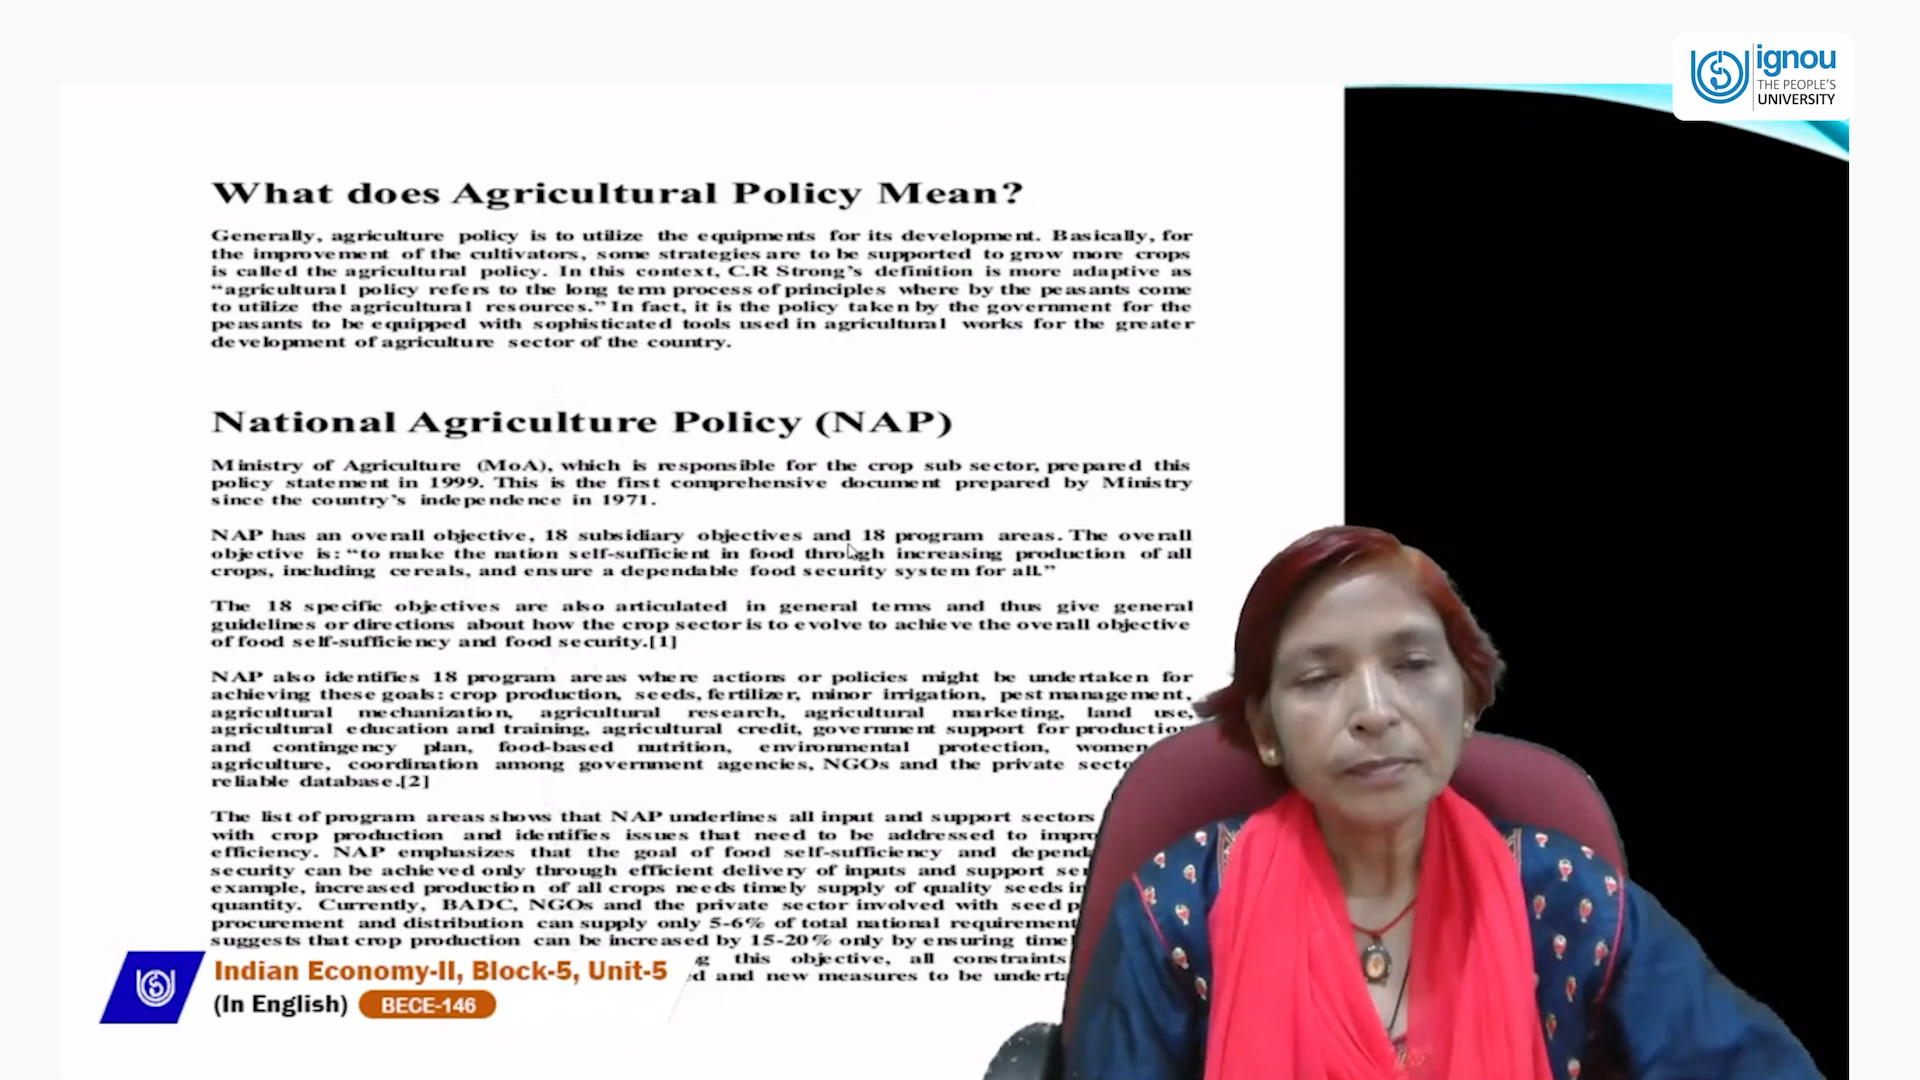 ignou
THE PEOPLE'S
UNIVERSITY
What does Agricultural Policy Mean?
Generally, agriculture policy is to utilize the equipments for its development. Basically, for
the improvement of the cultivators, some strategies are to be supported to grow more crops
is called the agricultural policy. In this context, C.R Strong's definition is more adaptive as
“agricultural policy refers to the long term process of principles where by the peasants come
to utilize the agricultural resources.” In fact, it is the policy taken by the government for the
peasants to be equipped with sophisticated tools used in agricultural works for the greater
development of agriculture sector of the country.
National Agriculture Policy (NAP)
Ministry of Agriculture (MoA), which is responsible for the crop sub sector, prepared this
policy statement in 1999. This is the first comprehensive document prepared by Ministry
since the country's independence in 1971.
NAP has an overall objective, 18 subsidiary objectives and 18 program areas. The overall
objective is: “to make the nation self-sufficient in food through increasing production of all
crops, including cereals, and ensure a dependable food security system for all.”
The 18 specific objectives are also articulated in general terms and thus give general
guidelines or directions about how the crop sector is to evolve to achieve the overall objective
of food self-sufficiency and food security.[1]
NAP also identifies 18 program areas where actions or policies might be undertaken for
achieving these goals: crop production, seeds, fertilizer, minor irrigation, pest management,
agricultural mechanization, agricultural research, agricultural marketing, land use,
agricultural education and training, agricultural credit, government support for production
and contingency plan, food-based nutrition, environmental protection, women
agriculture, coordination among government agencies, NGOs and the private
reliable database.[2]
The list of program areas shows that NAP underlines all input and support sectors
with crop production and identifies issues that need to be addressed to
efficiency. NAP emphasizes that the goal of food self-sufficiency and
security can be achieved only through efficient delivery of inputs and support
example, increased production of all crops needs timely supply of quality seeds
quantity. Currently, BADC, NGOs and the private sector involved with seed
procurement and distribution can supply only 5-6% of total national requirement
suggests that crop production can be increased by 15-20% only by ensuring
this objective, all constraints
and new measures to be
Indian Economy-II, Block-5, Unit-5
(In English) BECE-146